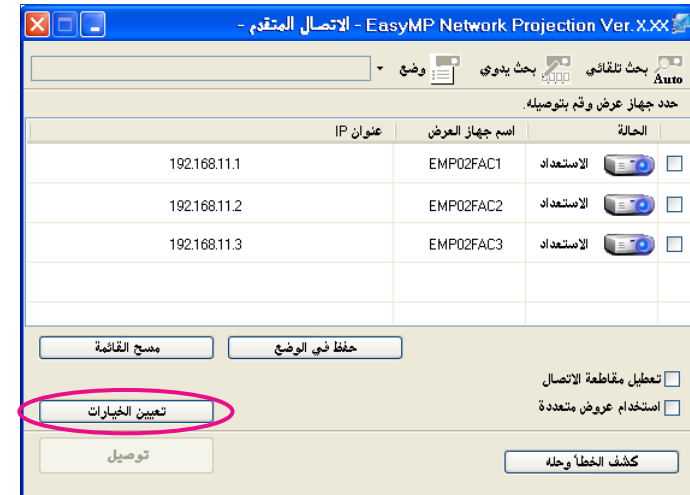 EasyMP Network Projection Ver.X.XX - الاتصال المتقدم -
بحث تلقائي بحث يدوي وضع
Auto
حدد جهاز عرض وقم بتوصيله.
الحالة اسم جهاز العرض عنوان IP
الاستعداد EMP02FAC1 192.168.11.1
الاستعداد EMP02FAC2 192.168.11.2
الاستعداد EMP02FAC3 192.168.11.3
حفظ في الوضع مسح القائمة
تعطيل مقاطعة الاتصال
استخدام عروض متعددة تعيين الخيارات
كشف الخطأ وحله توصيل